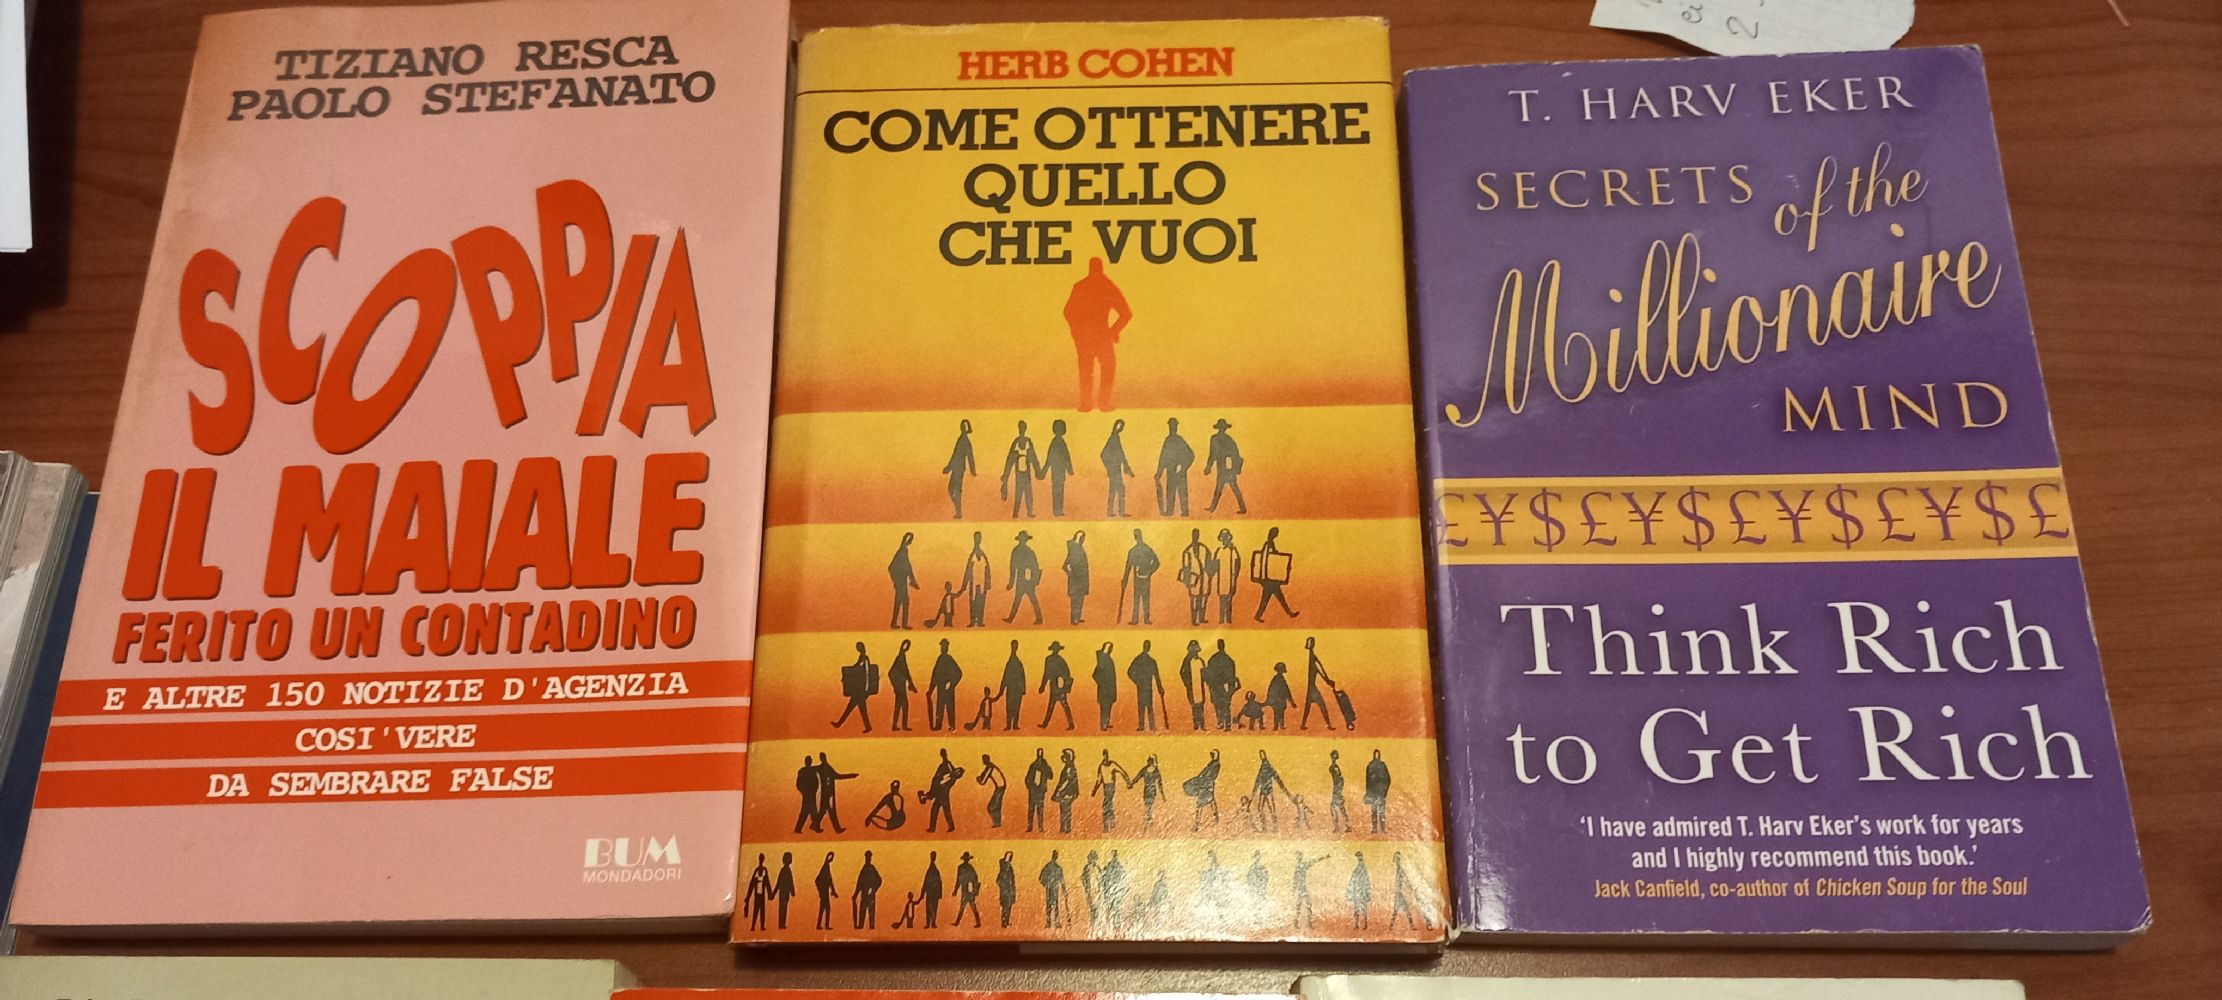 TIZIANO RESCA
PAOLO STEFANATO
SCOPPIA
IL MAIALE
FERITO UN CONTADINO
E ALTRE 150 NOTIZIE D'AGENZIA
COSI'VERE
DA SEMBRARE FALSE
BUM
MONDADORI
HERB COHEN
COME OTTENERE
QUELLO
CHE VUOI
T. HARV EKER
SECRETS of the
Millionaire
MIND
£¥$£¥$£¥$£¥$£
Think Rich
to Get Rich
'I have admired T. Harv Eker's work for years
and I highly recommend this book.'
Jack Canfield, co-author of Chicken Soup for the Soul